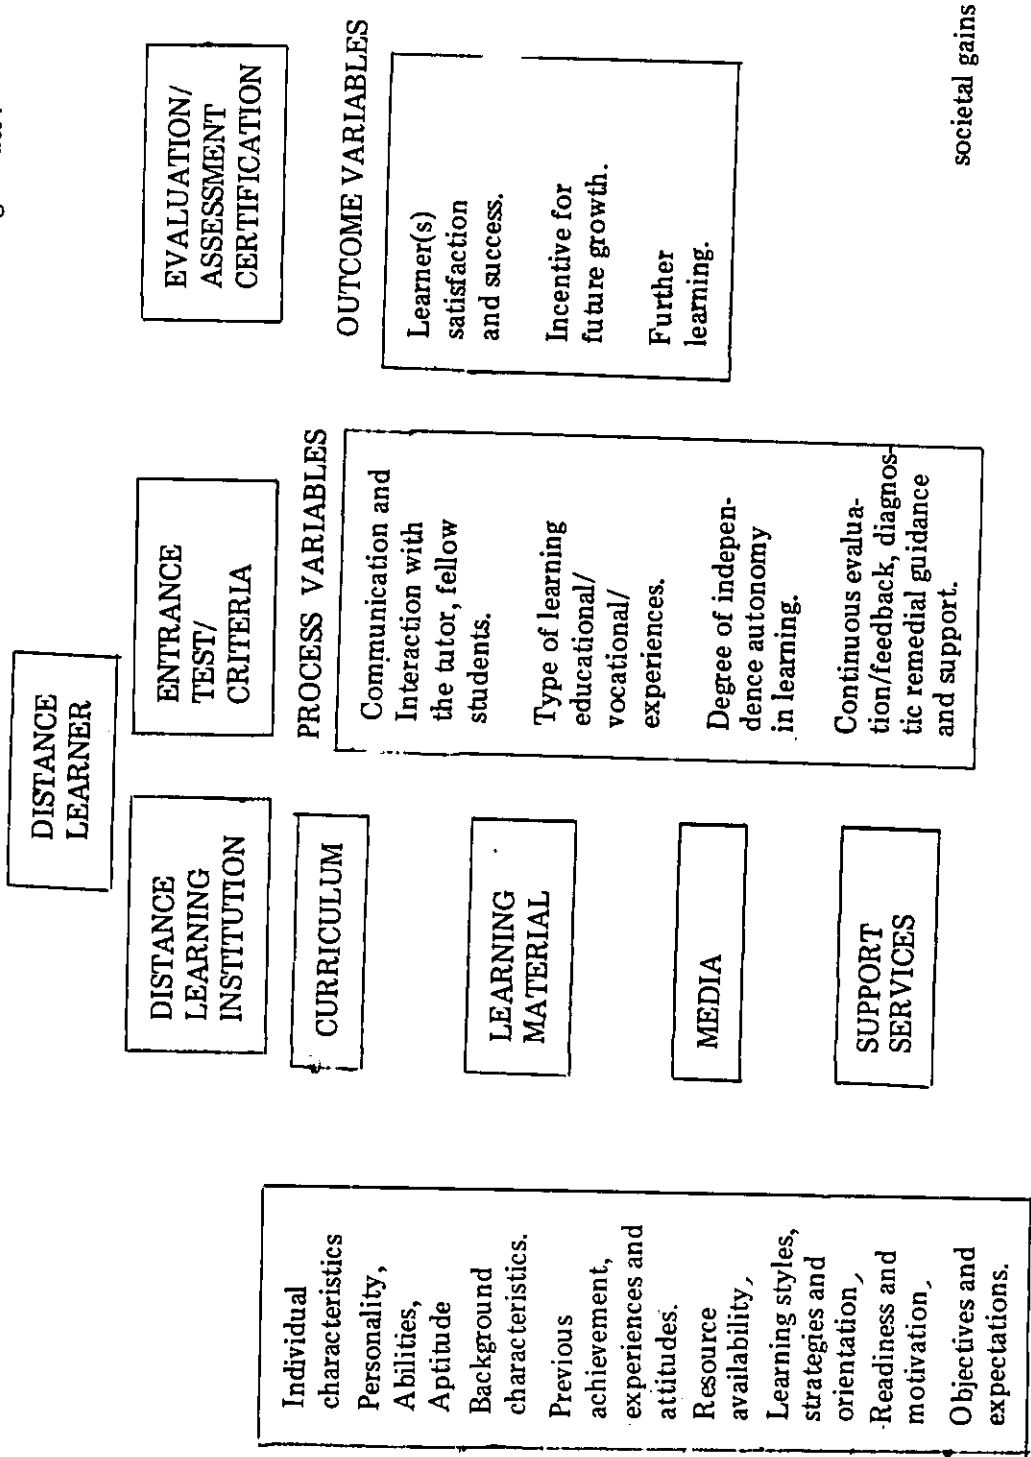 DISTANCE
LEARNER
DISTANCE
LEARNING
INSTITUTION
ENTRANCE
TEST/
CRITERIA
EVALUATION/
ASSESSMENT
CERTIFICATION
Individual
characteristics
Personality,
Abilities,
Aptitude
Background
characteristics.
Previous
achievement,
experiences and
attitudes.
Resource
availability,
Learning styles,
strategies and
orientation,
Readiness and
motivation,
Objectives and
expectations.
CURRICULUM
LEARNING
MATERIAL
MEDIA
SUPPORT
SERVICES
PROCESS VARIABLES
Communication and
Interaction with
the tutor, fellow
students.
Type of learning
educational/
vocational/
experiences.
Degree of indepen-
dence autonomy
in learning.
Continuous evalua-
tion/feedback, diagnos-
tic remedial guidance
and support.
OUTCOME VARIABLES
Learner(s)
satisfaction
and success.
Incentive for
future growth.
Further
learning.
societal gains